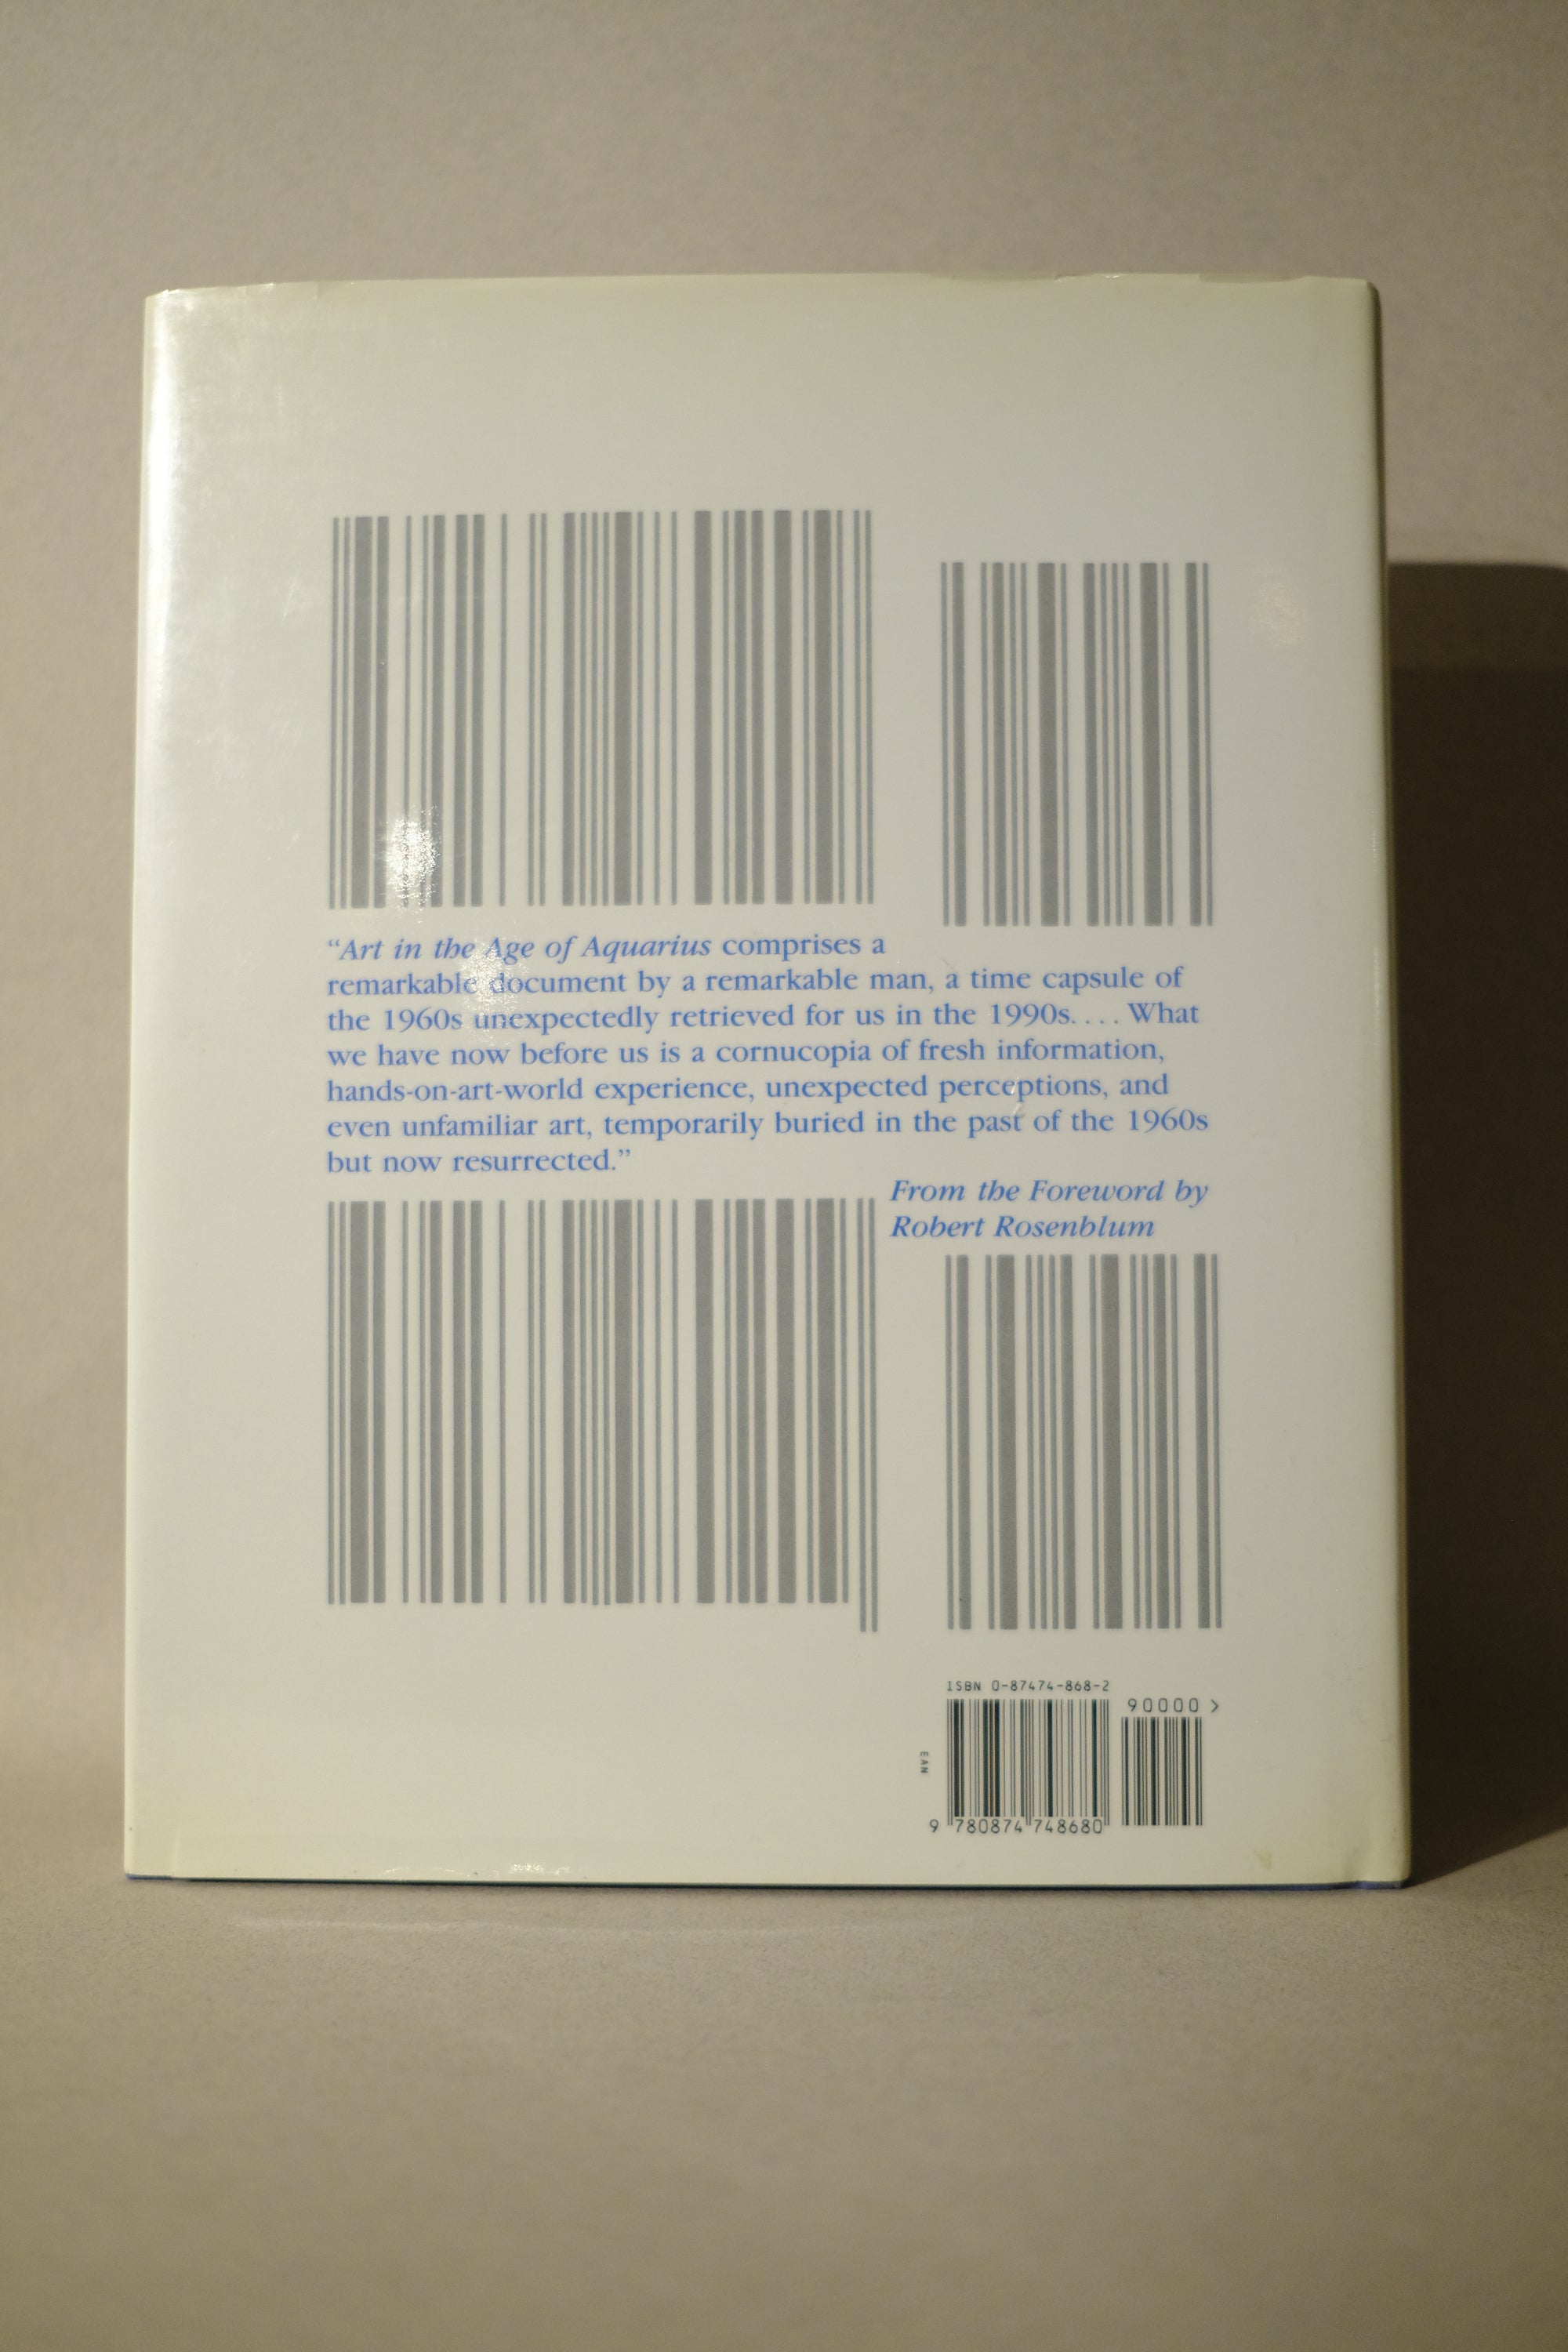 “Art in the Age of Aquarius comprises a
remarkable document by a remarkable man, a time capsule of
the 1960s unexpectedly retrieved for us in the 1990s.... What
we have now before us is a cornucopia of fresh information,
hands-on-art-world experience, unexpected perceptions, and
even unfamiliar art, temporarily buried in the past of the 1960s
but now resurrected.”
From the Foreword by
Robert Rosenblum
ISBN 0-87474-868-2
90000 >
EAN
9 780874 748680